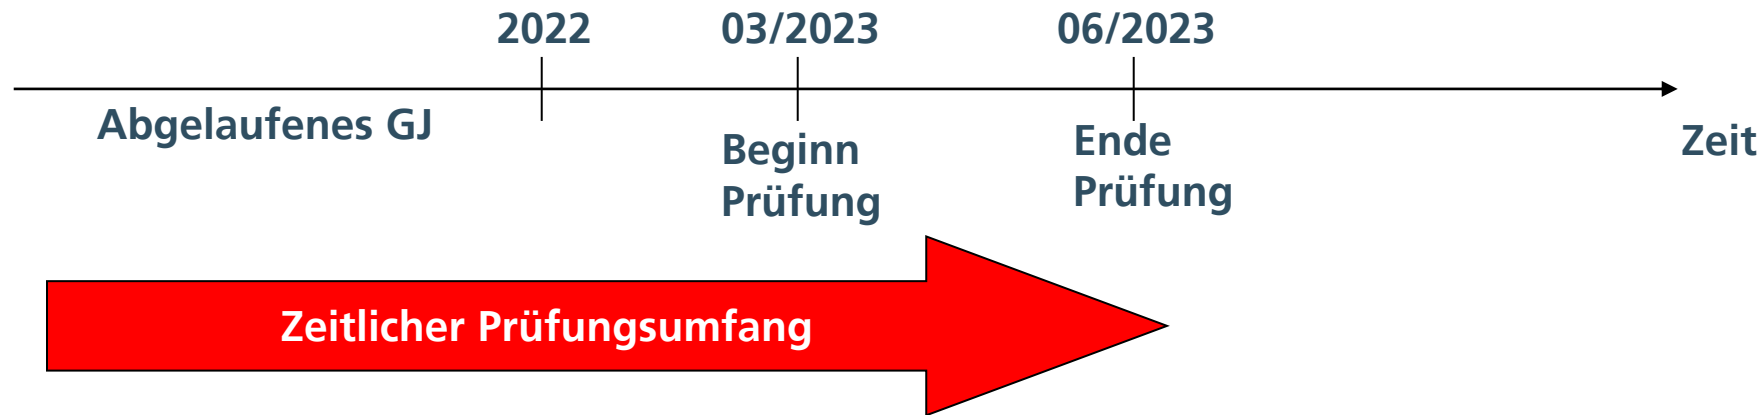 2022
03/2023
06/2023
Abgelaufenes GJ
Beginn
Prüfung
Ende
Prüfung
Zeit
Zeitlicher Prüfungsumfang